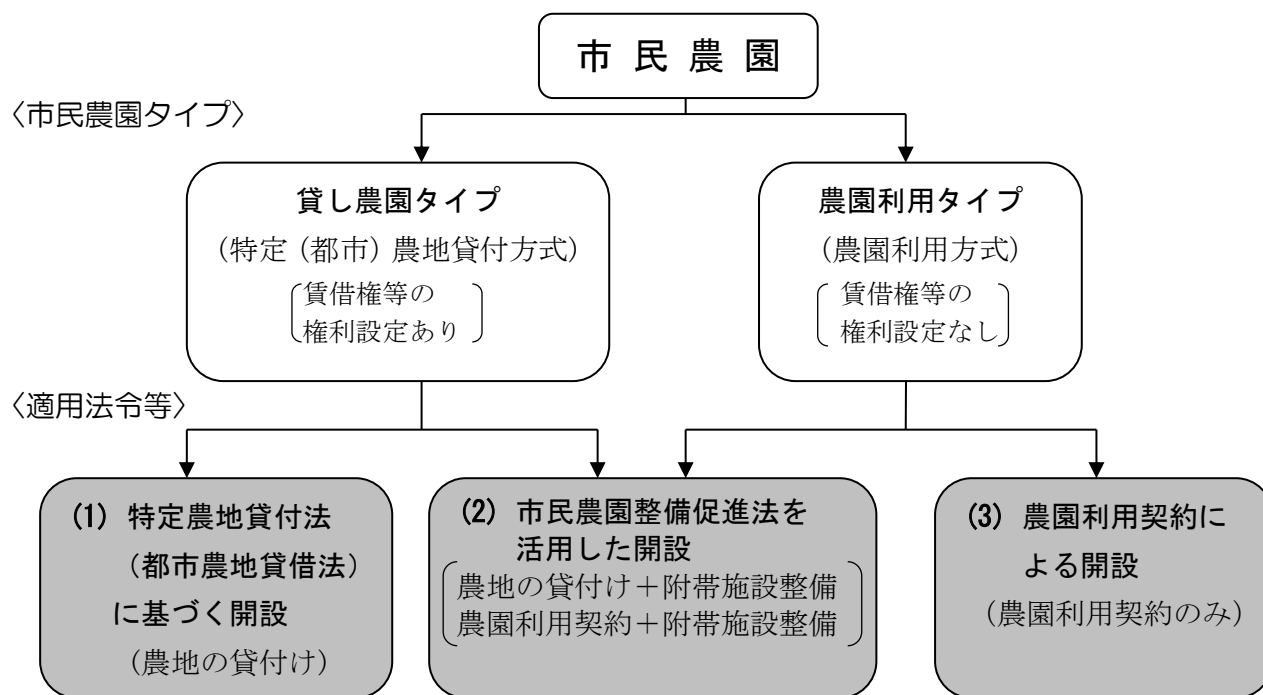 市 民 農 園
〈市民農園タイプ〉
貸し農園タイプ
（特定（都市）農地貸付方式）
賃借権等の
権利設定あり
農園利用タイプ
（農園利用方式）
賃借権等の
権利設定なし
〈適用法令等〉
(1) 特定農地貸付法
（都市農地貸借法）
に基づく開設
（農地の貸付け）
(2) 市民農園整備促進法を
活用した開設
農地の貸付け＋附帯施設整備
農園利用契約＋附帯施設整備
(3) 農園利用契約に
よる開設
（農園利用契約のみ）